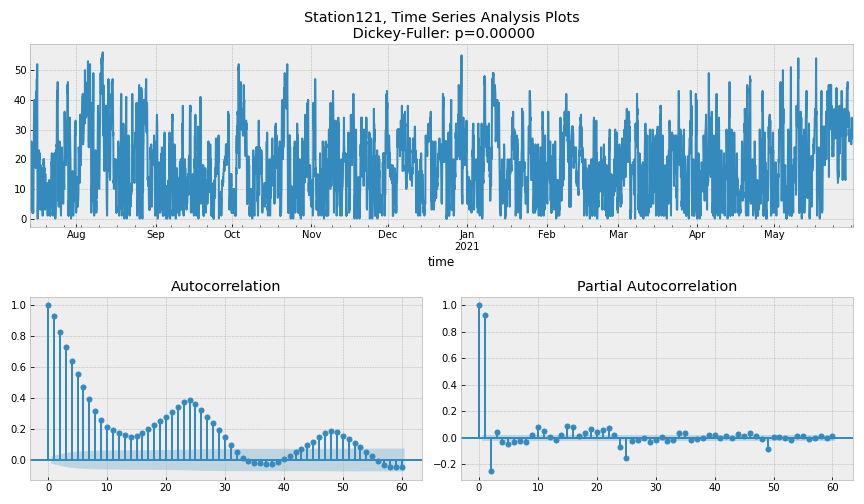 Station121, Time Series Analysis Plots
Dickey-Fuller: p=0.00000
50
40
30
20
10
0
Aug Sep Oct Nov Dec Jan Feb Mar Apr May
2021
time
Autocorrelation
1.0
0.8
0.6
0.4
0.2
0.0
0 10 20 30 40 50 60
Partial Autocorrelation
1.0
0.8
0.6
0.4
0.2
0.0
−0.2
0 10 20 30 40 50 60